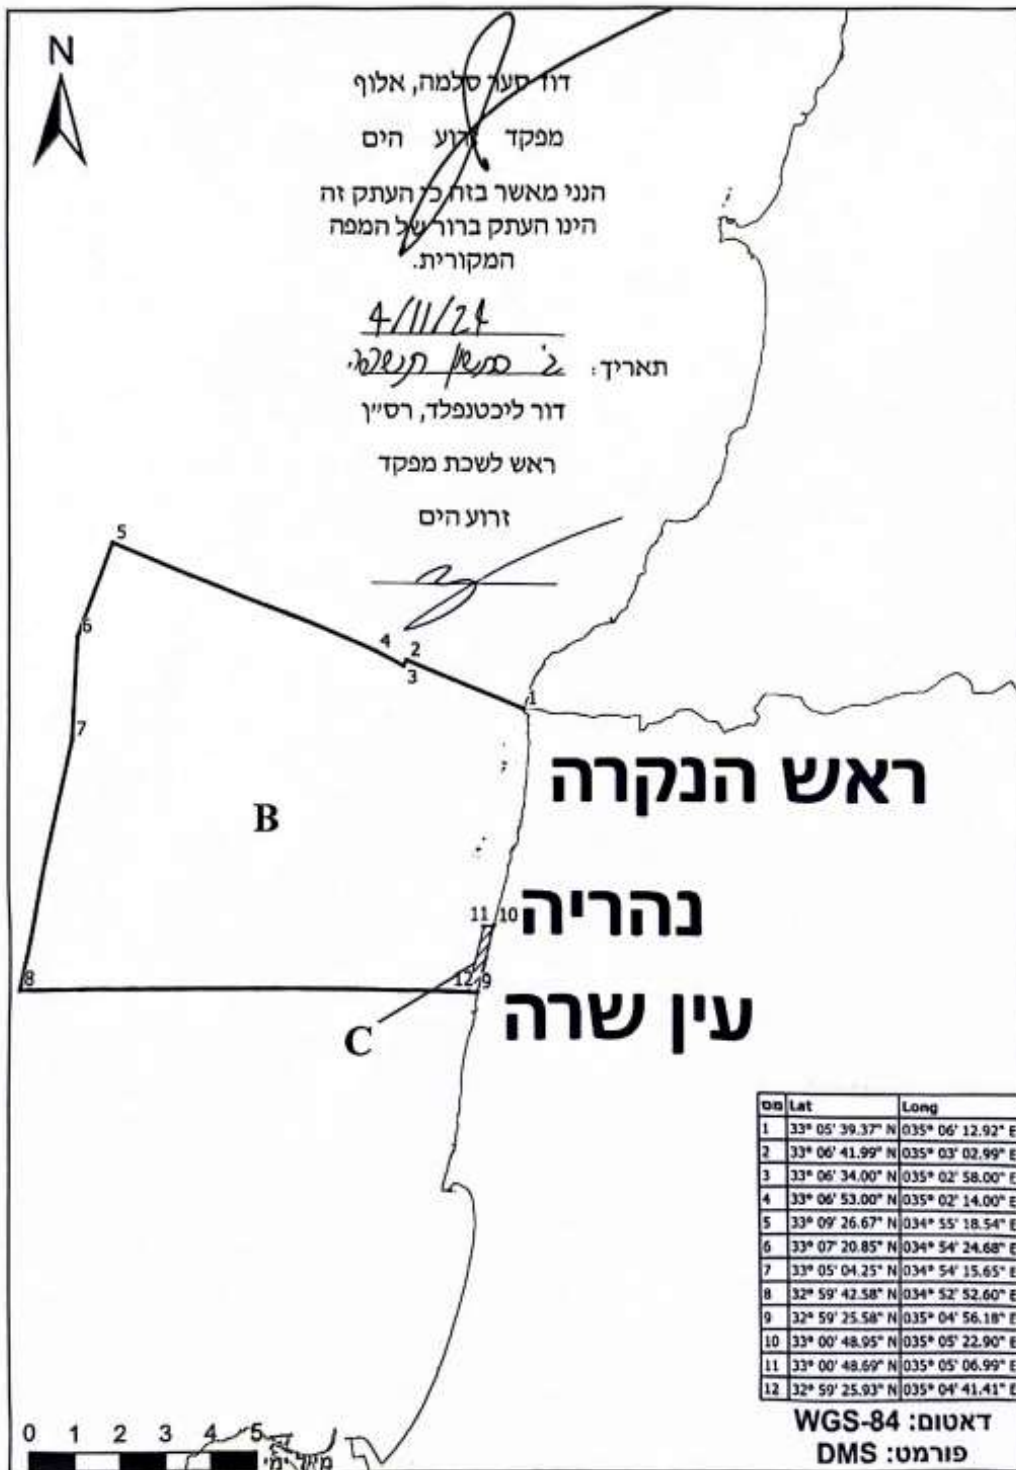 N
דוד סער סלמה, אלוף
מפקד זרוע הים
הנני מאשר בזה כי העתק זה
הינו העתק ברור של המפה
המקורית.
4/11/24
תאריך: ג' תשפ"ה
דור ליכטנפלד, רס״ן
ראש לשכת מפקד
זרוע הים
5
6
4
2
3
1
7
ראש הנקרה
B
נהריה
11
10
8
12
9
עין שרה
C
מס Lat Long
1 33° 05' 39.37" N 035° 06' 12.92" E
2 33° 06' 41.99" N 035° 03' 02.99" E
3 33° 06' 34.00" N 035° 02' 58.00" E
4 33° 06' 53.00" N 035° 02' 14.00" E
5 33° 09' 26.67" N 034° 55' 18.54" E
6 33° 07' 20.85" N 034° 54' 24.68" E
7 33° 05' 04.25" N 034° 54' 15.65" E
8 32° 59' 42.58" N 034° 52' 52.60" E
9 32° 59' 25.58" N 035° 04' 56.18" E
10 33° 00' 48.95" N 035° 05' 22.90" E
11 33° 00' 48.69" N 035° 05' 06.99" E
12 32° 59' 25.93" N 035° 04' 41.41" E
דאטום: WGS-84
פורמט: DMS
0 1 2 3 4 5
מייל ימי